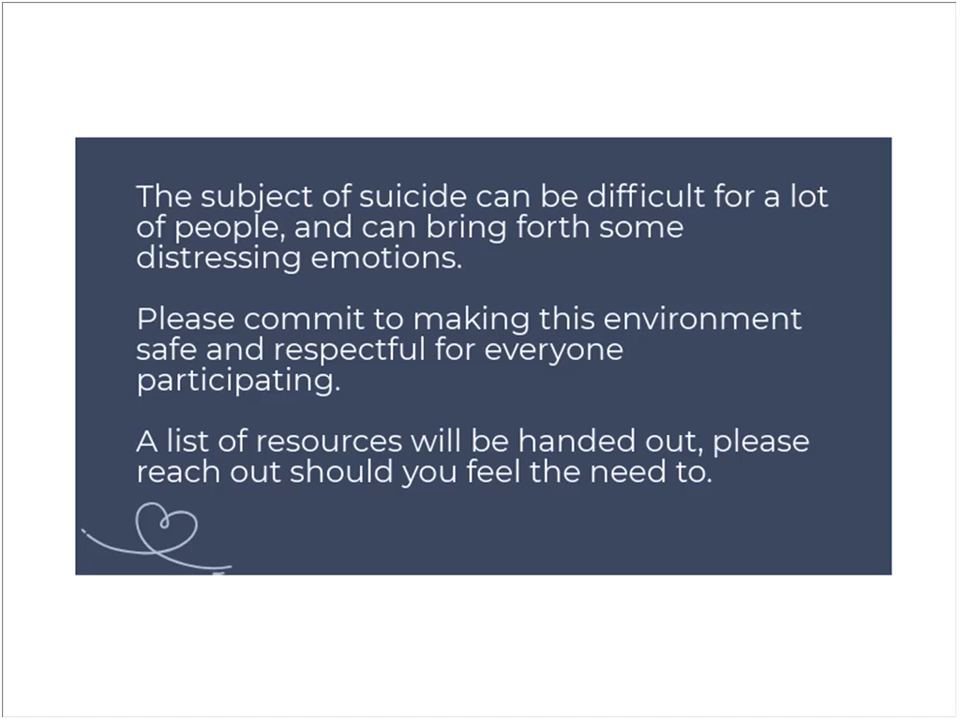 The subject of suicide can be difficult for a lot
of people, and can bring forth some
distressing emotions.
Please commit to making this environment
safe and respectful for everyone
participating.
A list of resources will be handed out, please
reach out should you feel the need to.